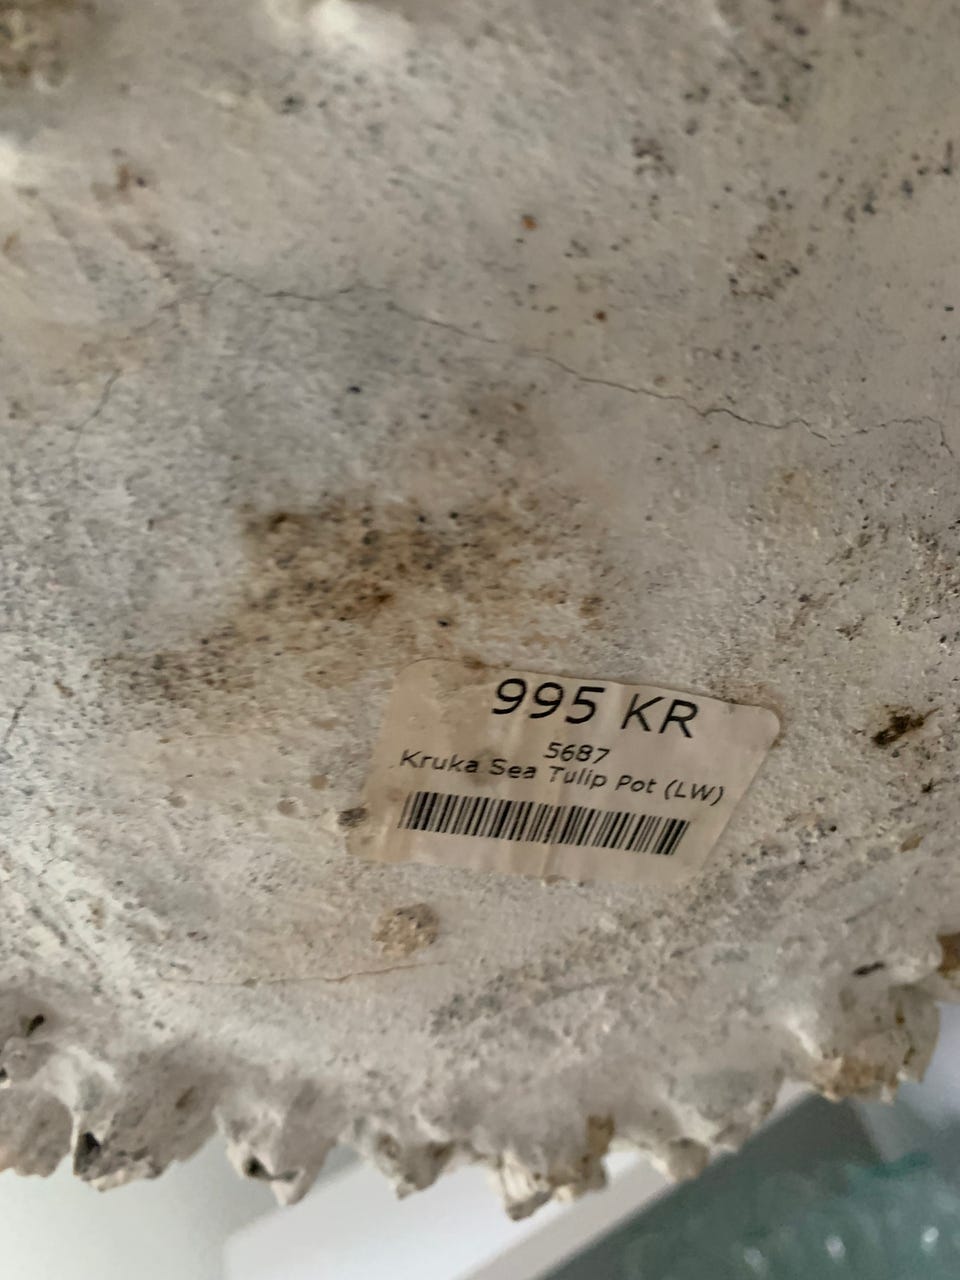 995 KR
5687
Kruka Sea Tulip Pot (LW)